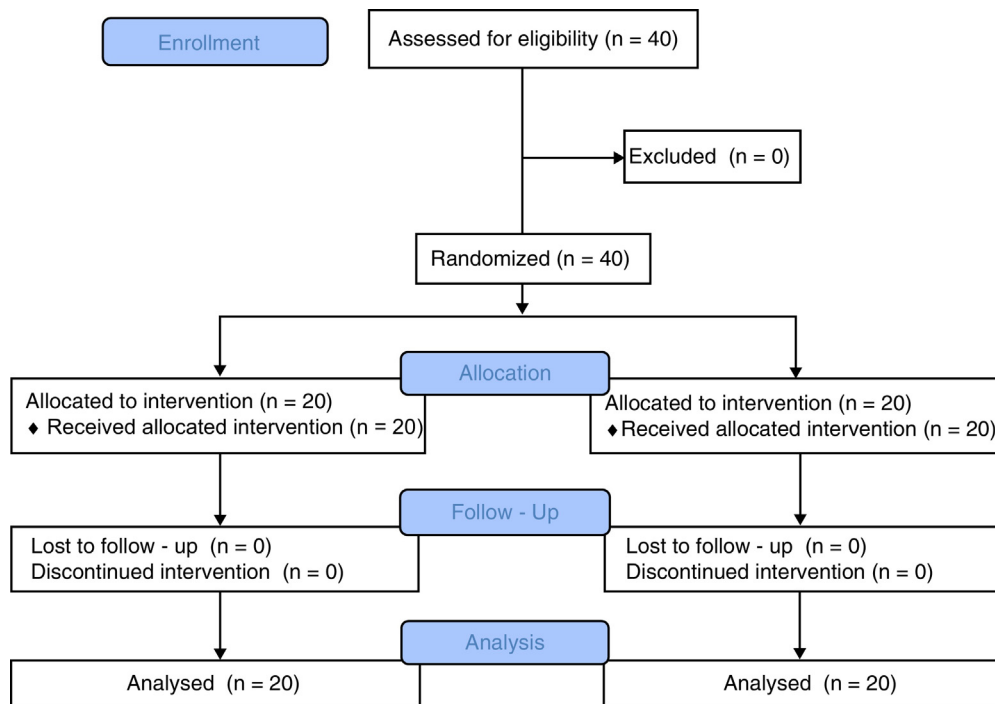 Enrollment
Assessed for eligibility (n = 40)
Excluded (n = 0)
Randomized (n = 40)
Allocation
Allocated to intervention (n = 20)
♦ Received allocated intervention (n = 20)
Allocated to intervention (n = 20)
♦Received allocated intervention (n = 20)
Follow - Up
Lost to follow - up (n = 0)
Discontinued intervention (n = 0)
Lost to follow - up (n = 0)
Discontinued intervention (n = 0)
Analysis
Analysed (n = 20)
Analysed (n = 20)